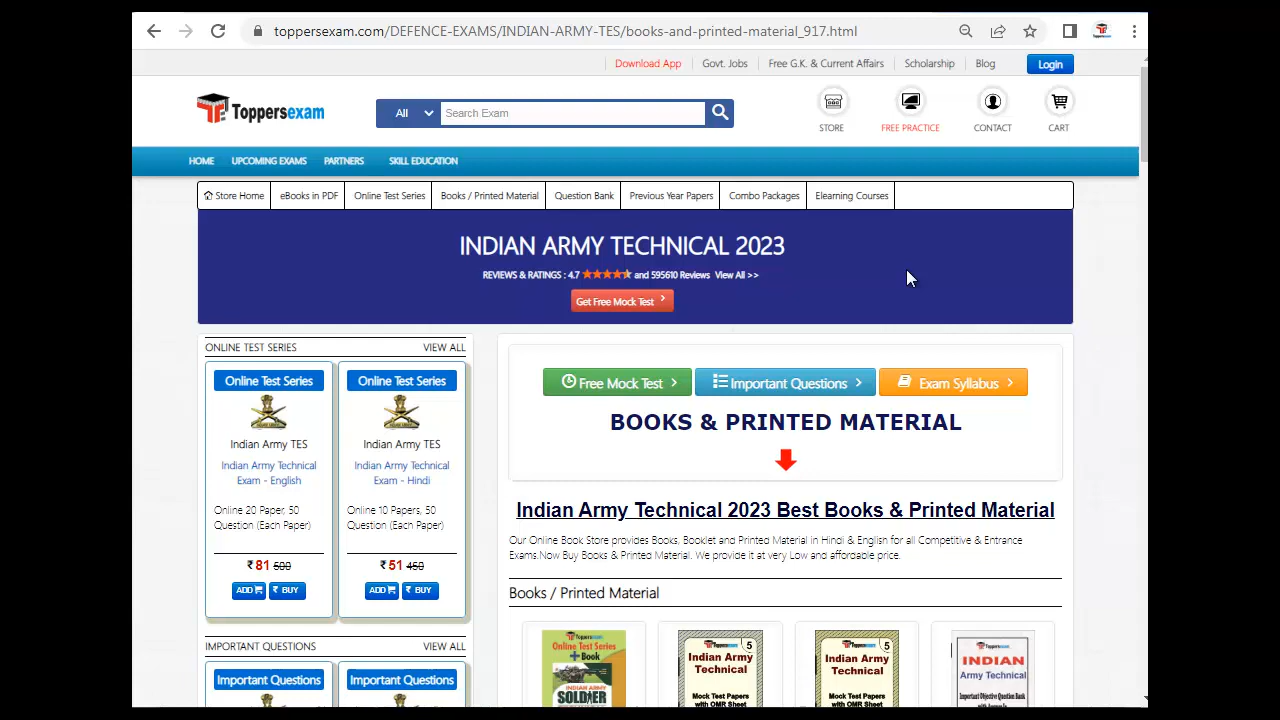 toppersexam.com/DEFENCE-EXAMS/INDIAN-ARMY-TES/books-and-printed-material_917.html
Download App
Govt. Jobs
Free G.K. & Current Affairs
Scholarship
Blog
Login
Toppersexam
All
Search Exam
STORE
FREE PRACTICE
CONTACT
CART
HOME
UPCOMING EXAMS
PARTNERS
SKILL EDUCATION
Store Home
eBooks in PDF
Online Test Series
Books / Printed Material
Question Bank
Previous Year Papers
Combo Packages
Elearning Courses
INDIAN ARMY TECHNICAL 2023
REVIEWS & RATINGS : 4.7 and 595610 Reviews View All >>
Get Free Mock Test
ONLINE TEST SERIES
VIEW ALL
Online Test Series
Indian Army TES
Indian Army Technical
Exam - English
Online 20 Paper, 50
Question (Each Paper)
₹ 81 500
ADD
₹ BUY
Online Test Series
Indian Army TES
Indian Army Technical
Exam - Hindi
Online 10 Papers, 50
Question (Each Paper)
₹ 51 450
ADD
₹ BUY
IMPORTANT QUESTIONS
VIEW ALL
Important Questions
Important Questions
Free Mock Test
Important Questions
Exam Syllabus
BOOKS & PRINTED MATERIAL
Indian Army Technical 2023 Best Books & Printed Material
Our Online Book Store provides Books, Booklet and Printed Material in Hindi & English for all Competitive & Entrance
Exams.Now Buy Books & Printed Material. We provide it at very Low and affordable price.
Books / Printed Material
Toppersexam
Online Test Series
+Book
INDIAN ARMY
SOLDIER
Toppersexam
5
Indian Army
Technical
Mock Test Papers
with OMR Sheet
Toppersexam
5
Indian Army
Technical
Mock Test Papers
with OMR Sheet
Toppersexam
INDIAN
Army Technical
Important Objective Question Bank